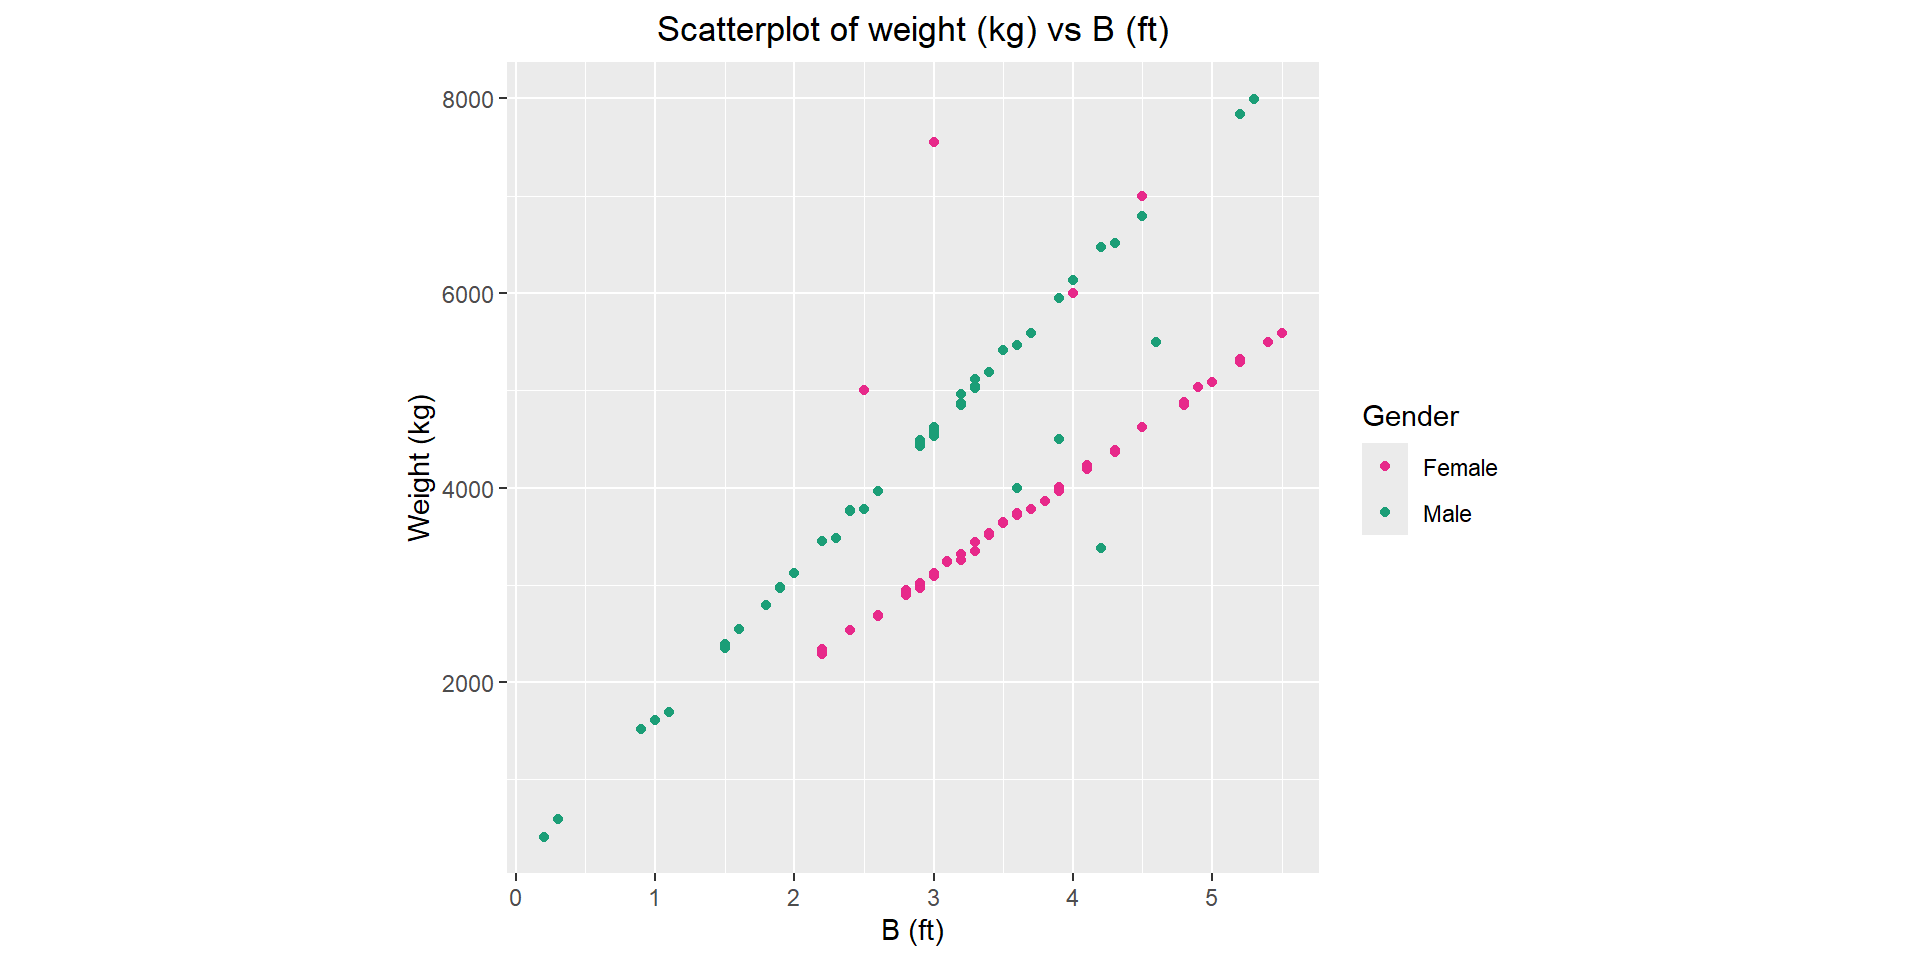 Scatterplot of weight (kg) vs B (ft)
Weight (kg)
8000
6000
4000
2000
0 1 2 3 4 5
B (ft)
Gender
Female
Male